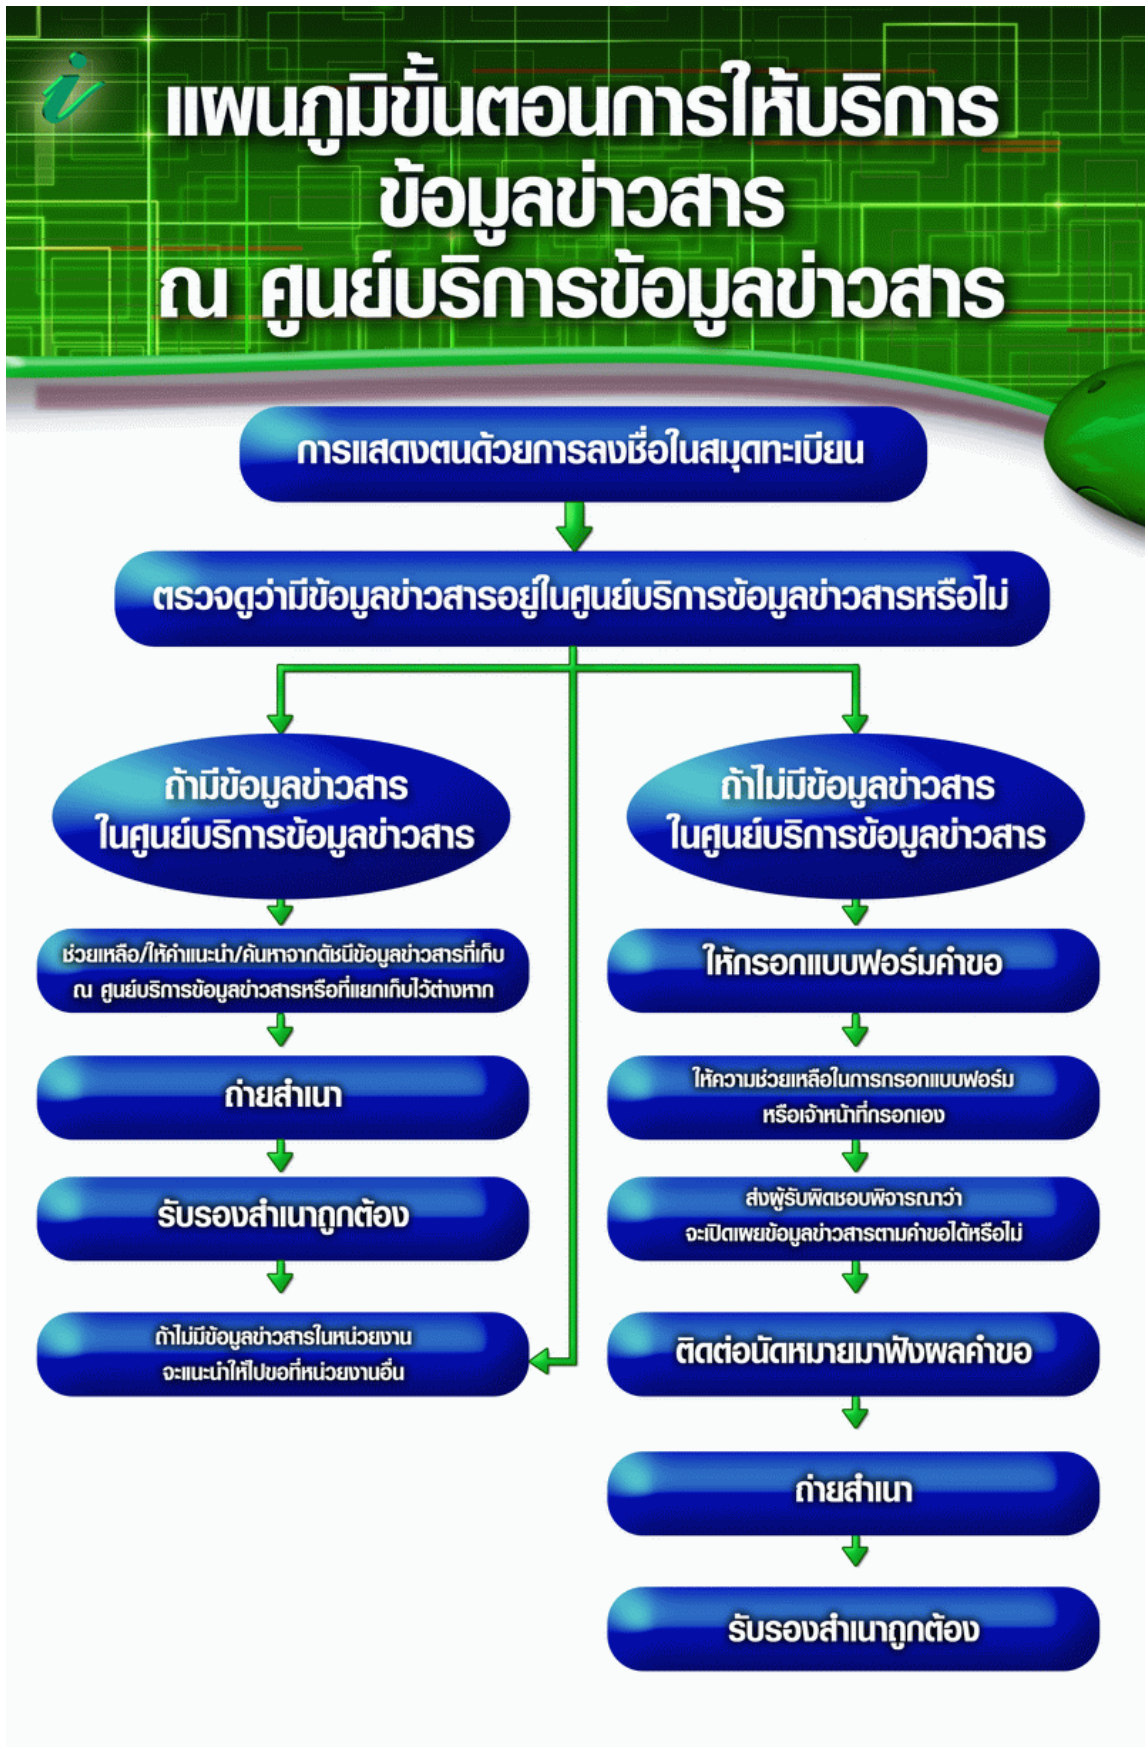 แผนภูมิขั้นตอนการให้บริการ
ข้อมูลข่าวสาร
ณ ศูนย์บริการข้อมูลข่าวสาร
การแสดงตนด้วยการลงชื่อในสมุดทะเบียน
ตรวจดูว่ามีข้อมูลข่าวสารอยู่ในศูนย์บริการข้อมูลข่าวสารหรือไม่
ถ้ามีข้อมูลข่าวสาร
ในศูนย์บริการข้อมูลข่าวสาร
ช่วยเหลือ/ให้คำแนะนำ/ค้นหาจากดัชนีข้อมูลข่าวสารที่เก็บ
ณ ศูนย์บริการข้อมูลข่าวสารหรือที่แยกเก็บไว้ต่างหาก
ถ่ายสำเนา
รับรองสำเนาถูกต้อง
ถ้าไม่มีข้อมูลข่าวสารในหน่วยงาน
จะแนะนำให้ไปขอที่หน่วยงานอื่น
ถ้าไม่มีข้อมูลข่าวสาร
ในศูนย์บริการข้อมูลข่าวสาร
ให้กรอกแบบฟอร์มคำขอ
ให้ความช่วยเหลือในการกรอกแบบฟอร์ม
หรือเจ้าหน้าที่กรอกเอง
ส่งผู้รับผิดชอบพิจารณาว่า
จะเปิดเผยข้อมูลข่าวสารตามคำขอได้หรือไม่
ติดต่อนัดหมายมาฟังผลคำขอ
ถ่ายสำเนา
รับรองสำเนาถูกต้อง